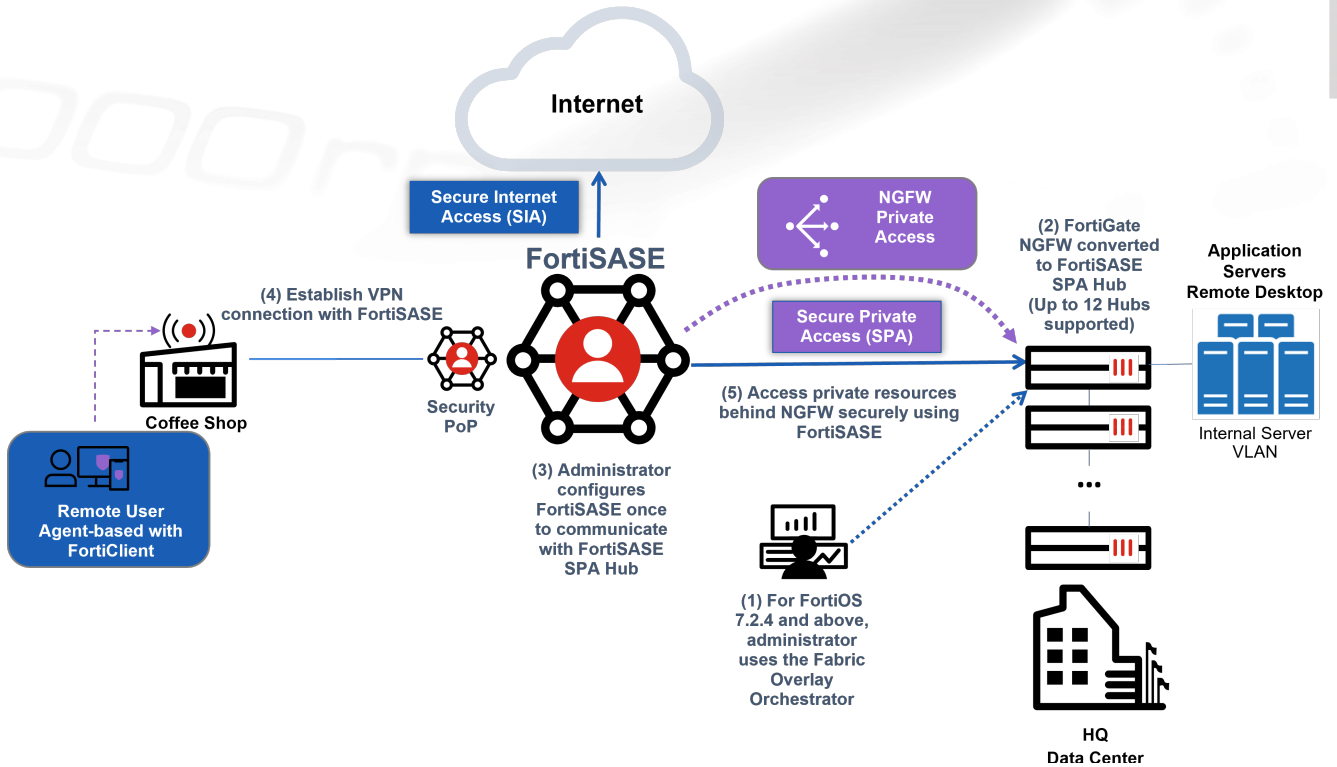 Internet
Secure Internet
Access (SIA)
FortiSASE
NGFW
Private
Access
(2) FortiGate
NGFW converted
to FortiSASE
SPA Hub
(Up to 12 Hubs
supported)
Application
Servers
Remote Desktop
(4) Establish VPN
connection with FortiSASE
Secure Private
Access (SPA)
Coffee Shop
Security
PoP
(5) Access private resources
behind NGFW securely using
FortiSASE
Internal Server
VLAN
Remote User
Agent-based with
FortiClient
(3) Administrator
configures
FortiSASE once
to communicate
with FortiSASE
SPA Hub
...
(1) For FortiOS
7.2.4 and above,
administrator
uses the Fabric
Overlay
Orchestrator
HQ
Data Center